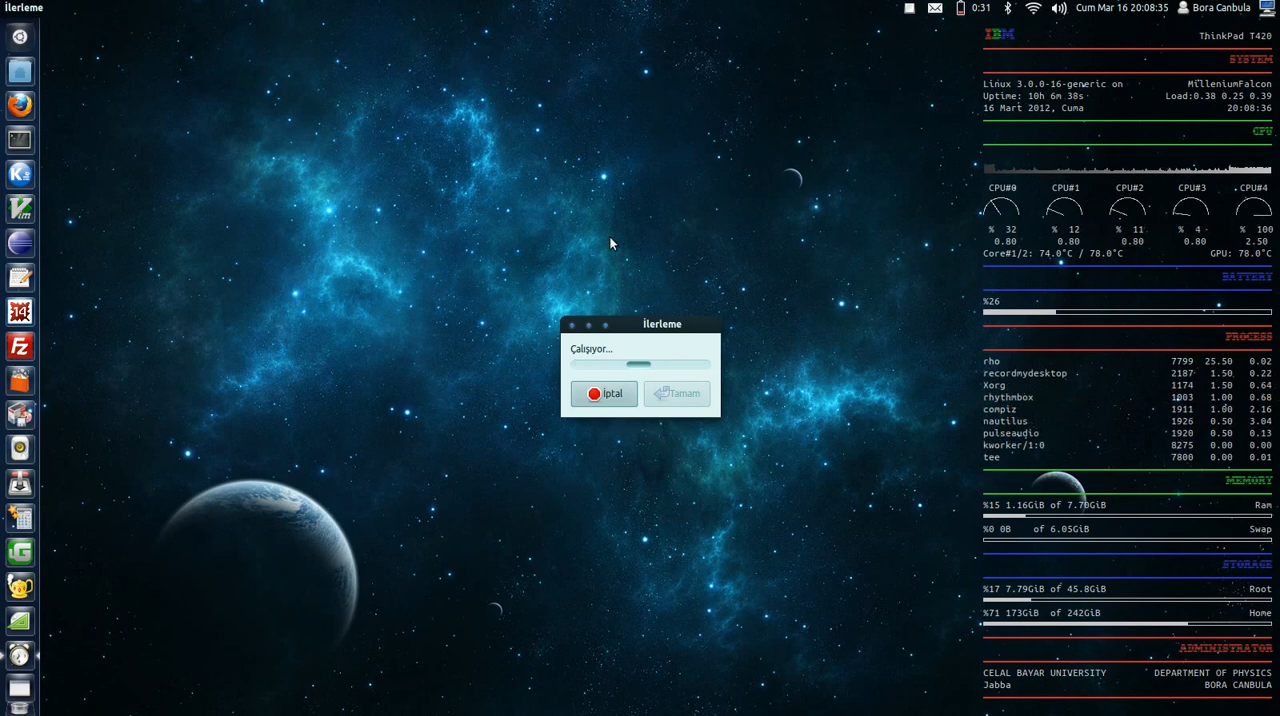 İlerleme
0:31 Cum Mar 16 20:08:35 Bora Canbula
IBM ThinkPad T420
SYSTEM
Linux 3.0.0-16-generic on MilleniumFalcon
Uptime: 10h 6m 38s Load:0.38 0.25 0.39
16 Mart 2012, Cuma 20:08:36
CPU
CPU#0 CPU#1 CPU#2 CPU#3 CPU#4
% 32 % 12 % 11 % 4 % 100
0.80 0.80 0.80 0.80 2.50
Core#1/2: 74.0°C / 78.0°C GPU: 78.0°C
BATTERY
%26
İlerleme
Çalışıyor...
İptal Tamam
PROCESS
rho 7799 25.50 0.02
recordmydesktop 2187 1.50 0.22
Xorg 1174 1.50 0.64
rhythmbox 1003 1.00 0.68
compiz 1911 1.00 2.16
nautilus 1926 0.50 3.04
pulseaudio 1920 0.50 0.13
kworker/1:0 8275 0.00 0.00
tee 7800 0.00 0.01
MEMORY
%15 1.16GiB of 7.70GiB Ram
%0 0B of 6.05GiB Swap
STORAGE
%17 7.79GiB of 45.8GiB Root
%71 173GiB of 242GiB Home
ADMINISTRATOR
CELAL BAYAR UNIVERSITY DEPARTMENT OF PHYSICS
Jabba BORA CANBULA